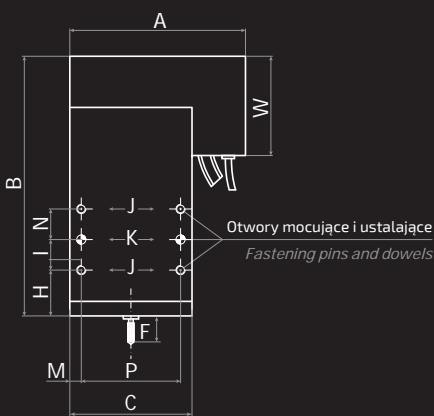 A
W
B
N
J
K
Otwory mocujące i ustalające
Fastening pins and dowels
I
J
H
F
M
P
C